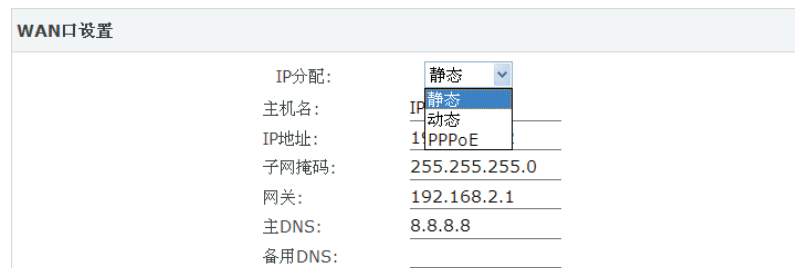 WAN口设置
IP分配: 静态
静态
动态
PPPoE
主机名: IP
IP地址:
子网掩码: 255.255.255.0
网关: 192.168.2.1
主DNS: 8.8.8.8
备用DNS: